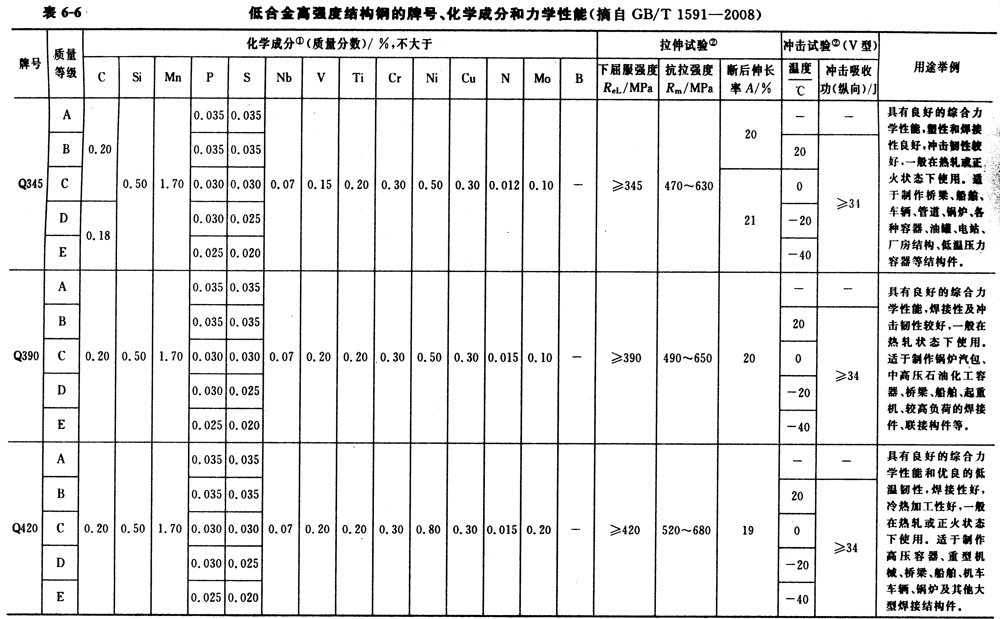 表 6-6 低合金高强度结构钢的牌号、化学成分和力学性能(摘自 GB/T 1591—2008)
牌号 质量等级 化学成分①(质量分数)/ %,不大于 拉伸试验② 冲击试验②(V 型) 用途举例
C Si Mn P S Nb V Ti Cr Ni Cu N Mo B 下屈服强度 ReL/MPa 抗拉强度 Rm/MPa 断后伸长率 A/% 温度/℃ 冲击吸收功(纵向)/J
Q345
A 0.035 0.035 — —
B 0.20 0.035 0.035 20 20
C 0.50 1.70 0.030 0.030 0.07 0.15 0.20 0.30 0.50 0.30 0.012 0.10 — ≥345 470～630 0
D 0.030 0.025 21 −20 ≥34
E 0.18 0.025 0.020 −40
具有良好的综合力
学性能,塑性和焊接
性良好,冲击韧性较
好,一般在热轧或正
火状态下使用。适
于制作桥梁、船舶、
车辆、管道、锅炉、各
种容器、油罐、电站、
厂房结构、低温压力
容器等结构件。
Q390
A 0.035 0.035 — —
B 0.035 0.035 20
C 0.20 0.50 1.70 0.030 0.030 0.07 0.20 0.20 0.30 0.50 0.30 0.015 0.10 — ≥390 490～650 20 0
D 0.030 0.025 −20 ≥34
E 0.025 0.020 −40
具有良好的综合力
学性能,焊接性及冲
击韧性较好,一般在
热轧状态下使用。
适于制作锅炉汽包、
中高压石油化工容
器、桥梁、船舶、起重
机、较高负荷的焊接
件、联接构件等。
Q420
A 0.035 0.035 — —
B 0.035 0.035 20
C 0.20 0.50 1.70 0.030 0.030 0.07 0.20 0.20 0.30 0.80 0.30 0.015 0.20 — ≥420 520～680 19 0
D 0.030 0.025 −20 ≥34
E 0.025 0.020 −40
具有良好的综合力
学性能和优良的低
温韧性,焊接性好,
冷热加工性好,一般
在热轧或正火状态
下使用。适于制作
高压容器、重型机
械、桥梁、船舶、机车
车辆、锅炉及其他大
型焊接结构件。